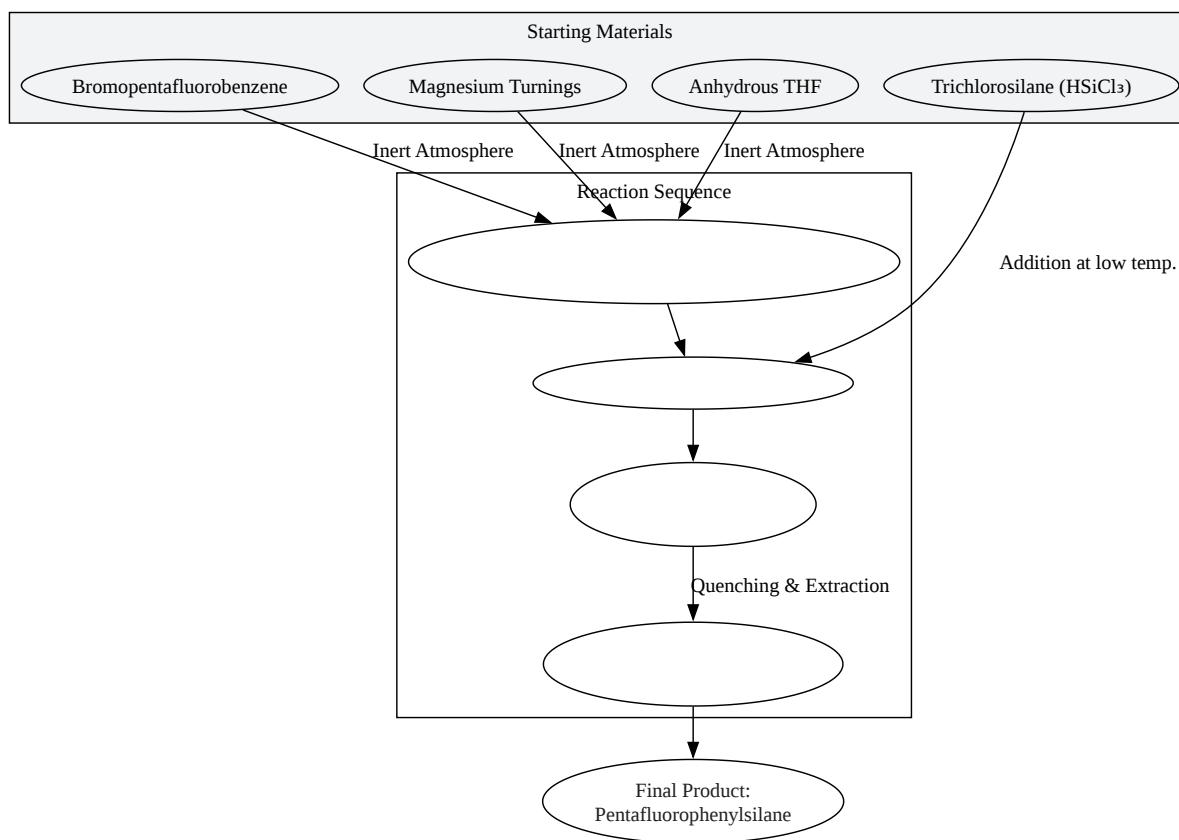 Starting Materials
Bromopentafluorobenzene
Magnesium Turnings
Anhydrous THF
Trichlorosilane (HSiCl₃)
Inert Atmosphere
Inert Atmosphere
Inert Atmosphere
Reaction Sequence
Addition at low temp.
Quenching & Extraction
Final Product:
Pentafluorophenylsilane